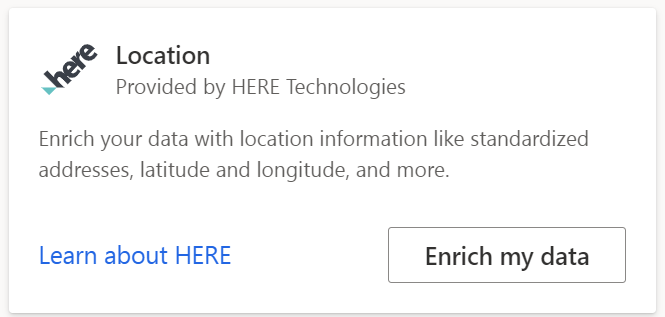 here
Location
Provided by HERE Technologies
Enrich your data with location information like standardized
addresses, latitude and longitude, and more.
Learn about HERE
Enrich my data